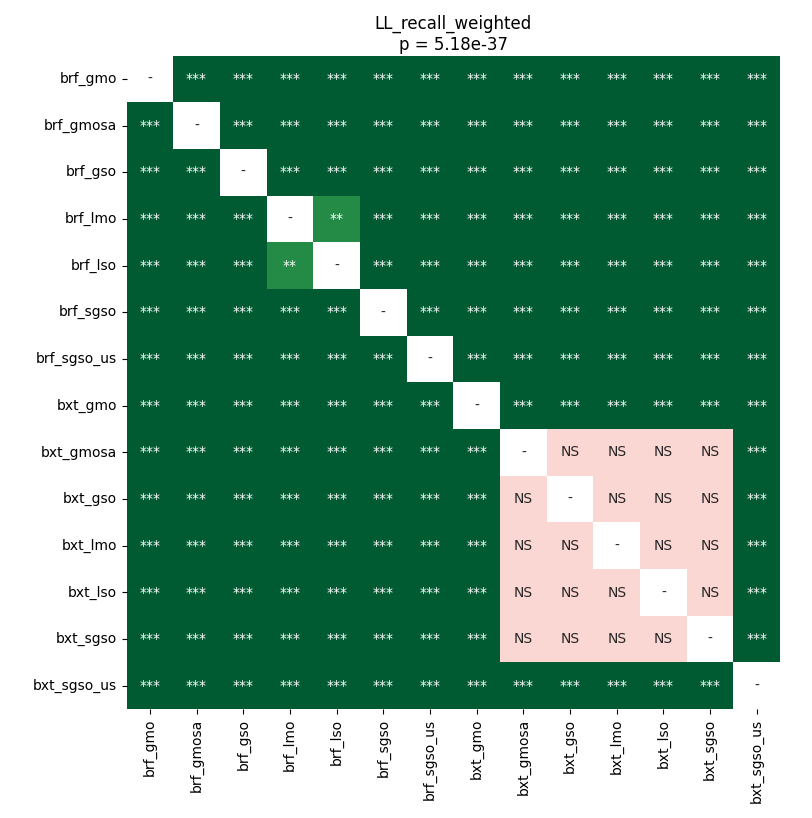 LL_recall_weighted
p = 5.18e-37
brf_gmo - *** *** *** *** *** *** *** *** *** *** *** *** ***
brf_gmosa *** - *** *** *** *** *** *** *** *** *** *** *** ***
brf_gso *** *** - *** *** *** *** *** *** *** *** *** *** ***
brf_lmo *** *** *** - ** *** *** *** *** *** *** *** *** ***
brf_lso *** *** *** ** - *** *** *** *** *** *** *** *** ***
brf_sgso *** *** *** *** *** - *** *** *** *** *** *** *** ***
brf_sgso_us *** *** *** *** *** *** - *** *** *** *** *** *** ***
bxt_gmo *** *** *** *** *** *** *** - *** *** *** *** *** ***
bxt_gmosa *** *** *** *** *** *** *** *** - NS NS NS NS ***
bxt_gso *** *** *** *** *** *** *** *** NS - NS NS NS ***
bxt_lmo *** *** *** *** *** *** *** *** NS NS - NS NS ***
bxt_lso *** *** *** *** *** *** *** *** NS NS NS - NS ***
bxt_sgso *** *** *** *** *** *** *** *** NS NS NS NS - ***
bxt_sgso_us *** *** *** *** *** *** *** *** *** *** *** *** *** -
brf_gmo brf_gmosa brf_gso brf_lmo brf_lso brf_sgso brf_sgso_us bxt_gmo bxt_gmosa bxt_gso bxt_lmo bxt_lso bxt_sgso bxt_sgso_us